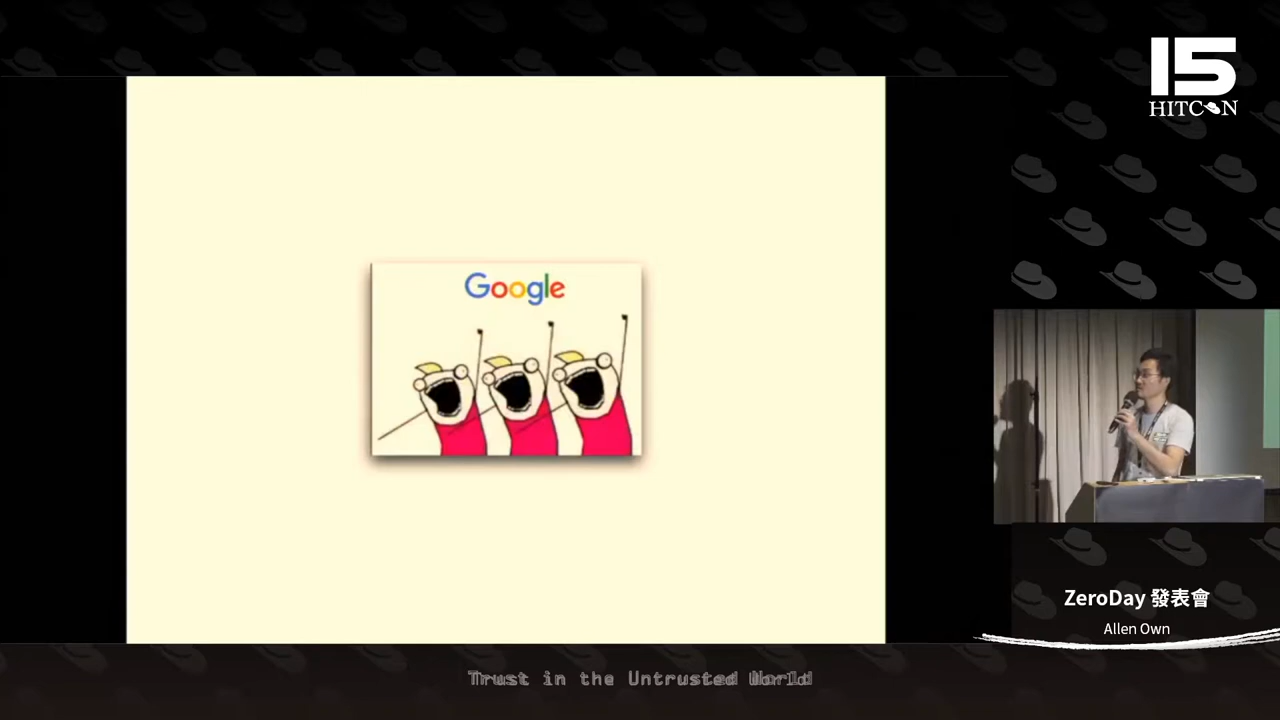 15
HITCON
Google
ZeroDay 發表會
Allen Own
Trust in the Untrusted World